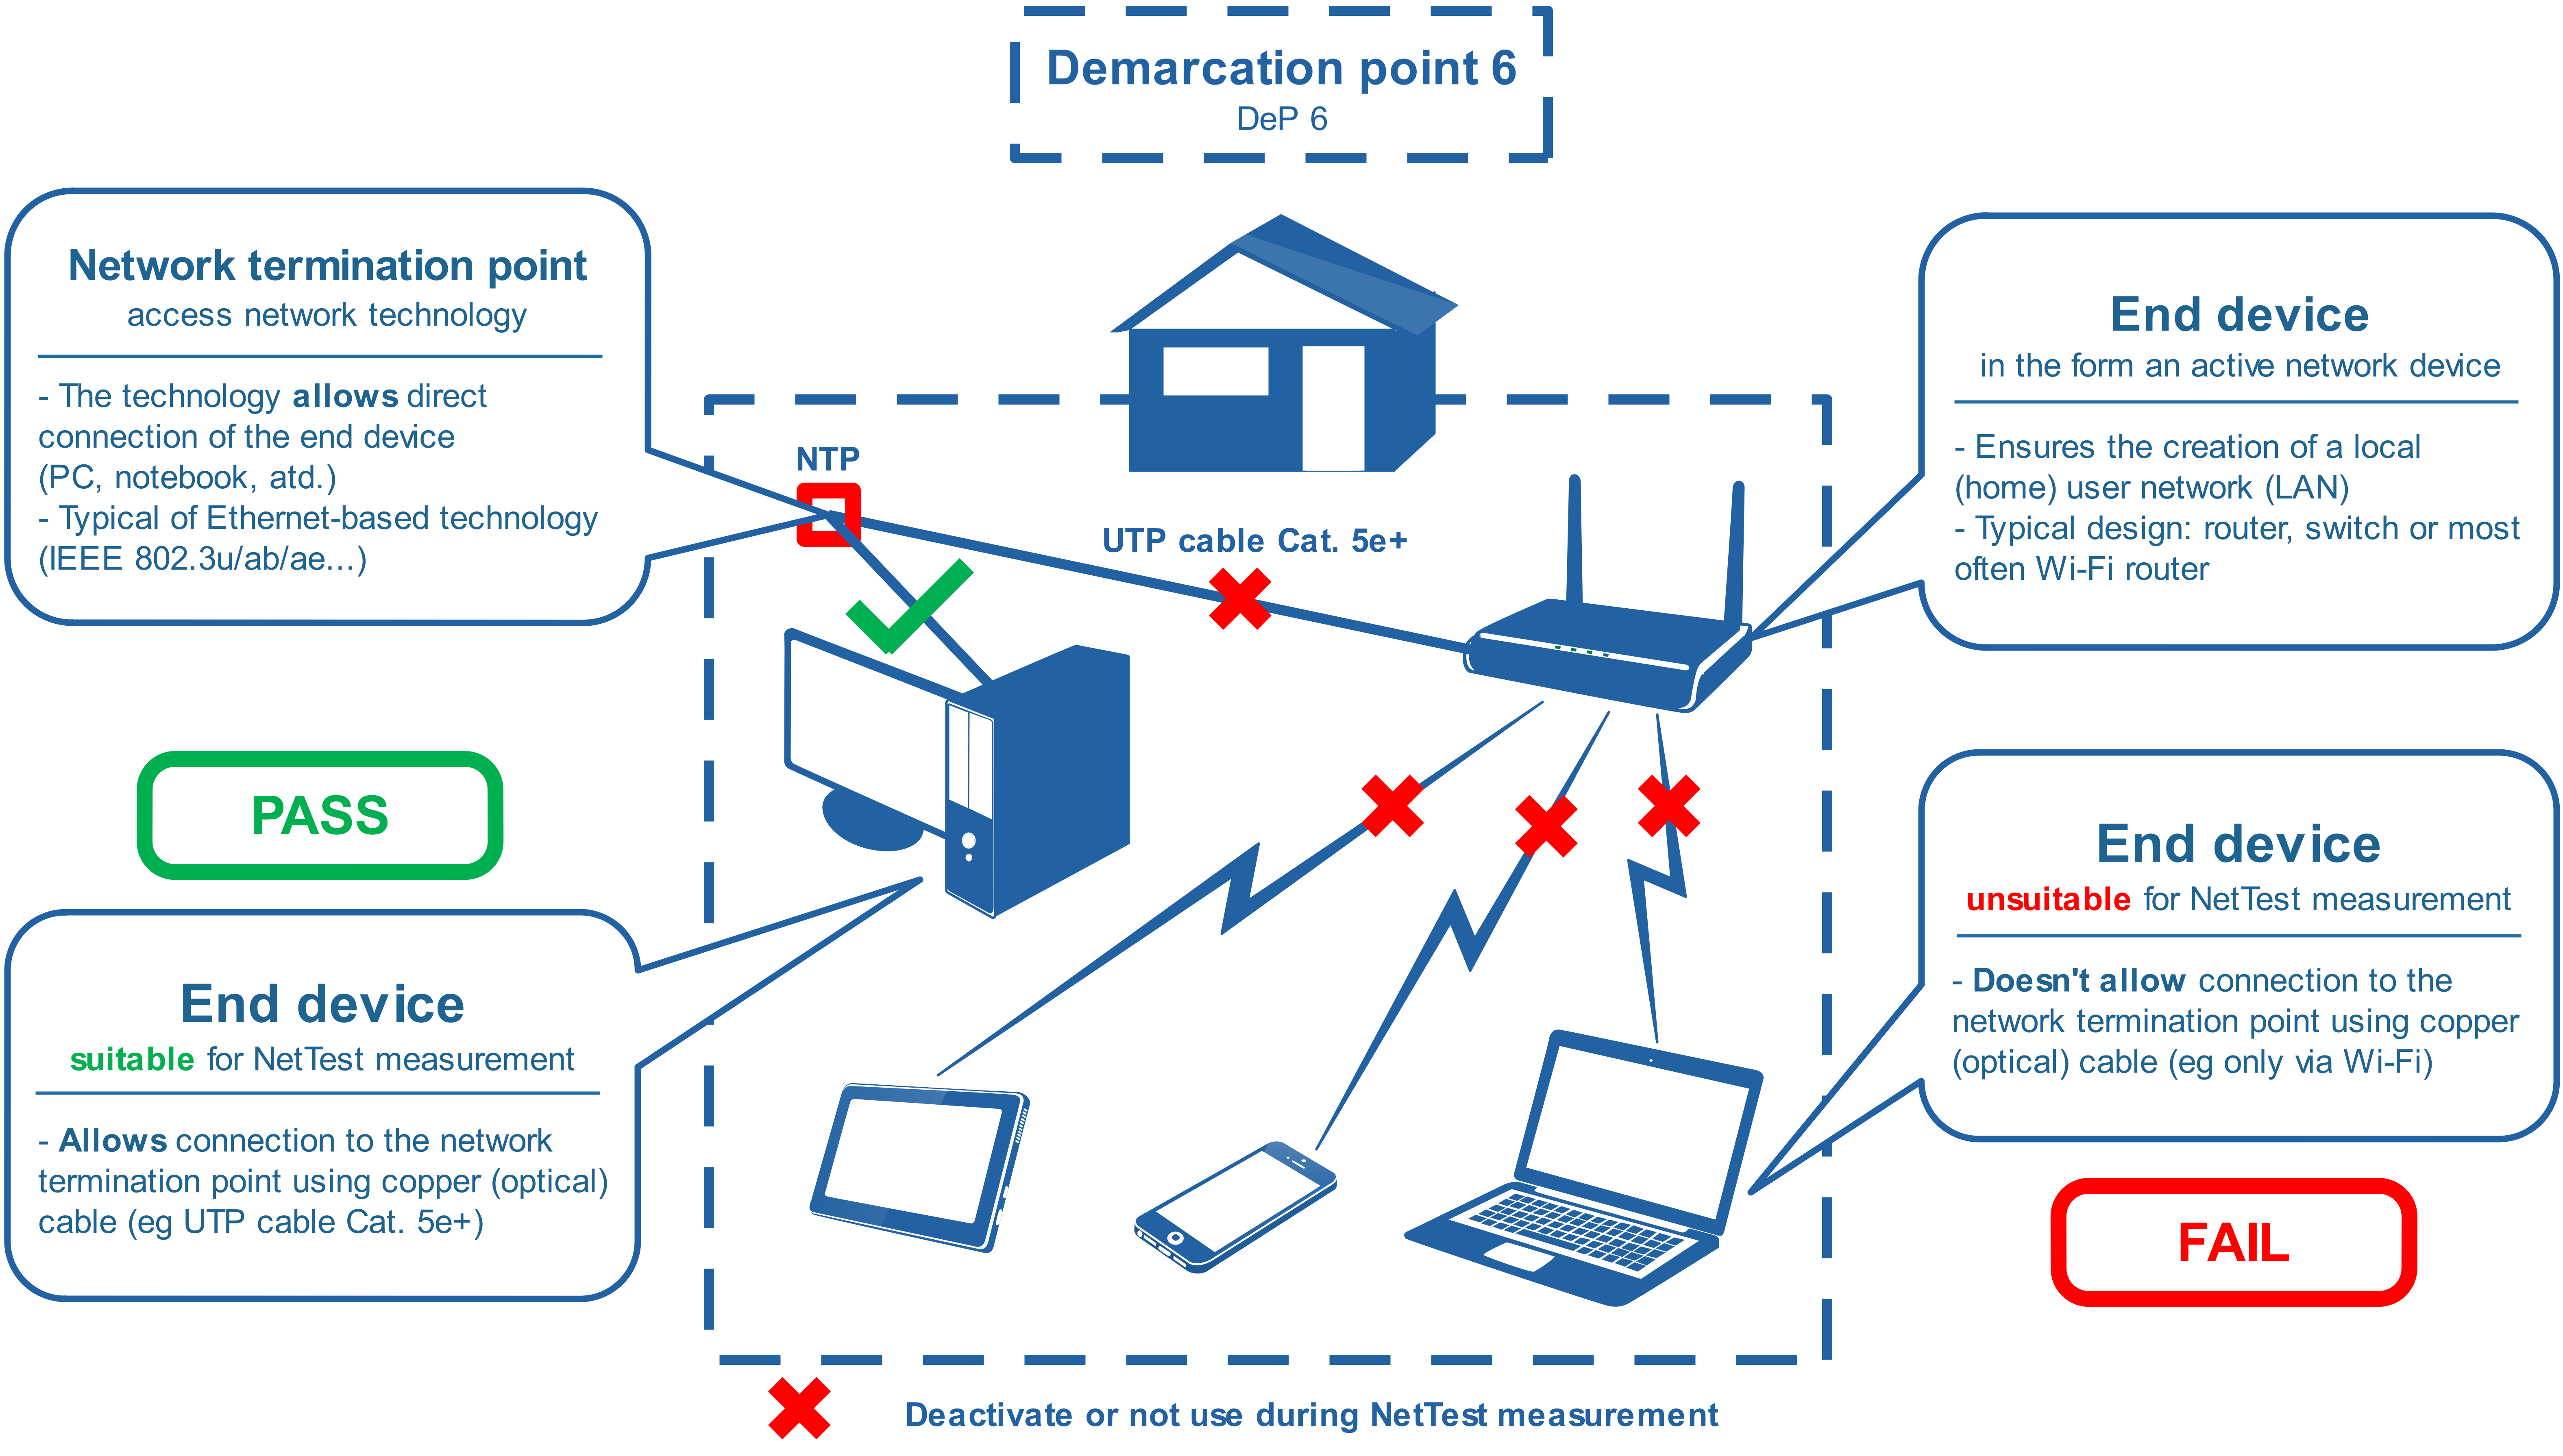 Demarcation point 6
DeP 6
Network termination point
access network technology
- The technology allows direct
connection of the end device
(PC, notebook, atd.)
- Typical of Ethernet-based technology
(IEEE 802.3u/ab/ae...)
End device
in the form an active network device
- Ensures the creation of a local
(home) user network (LAN)
- Typical design: router, switch or most
often Wi-Fi router
NTP
UTP cable Cat. 5e+
PASS
End device
suitable for NetTest measurement
- Allows connection to the network
termination point using copper (optical)
cable (eg UTP cable Cat. 5e+)
End device
unsuitable for NetTest measurement
- Doesn't allow connection to the
network termination point using copper
(optical) cable (eg only via Wi-Fi)
FAIL
Deactivate or not use during NetTest measurement